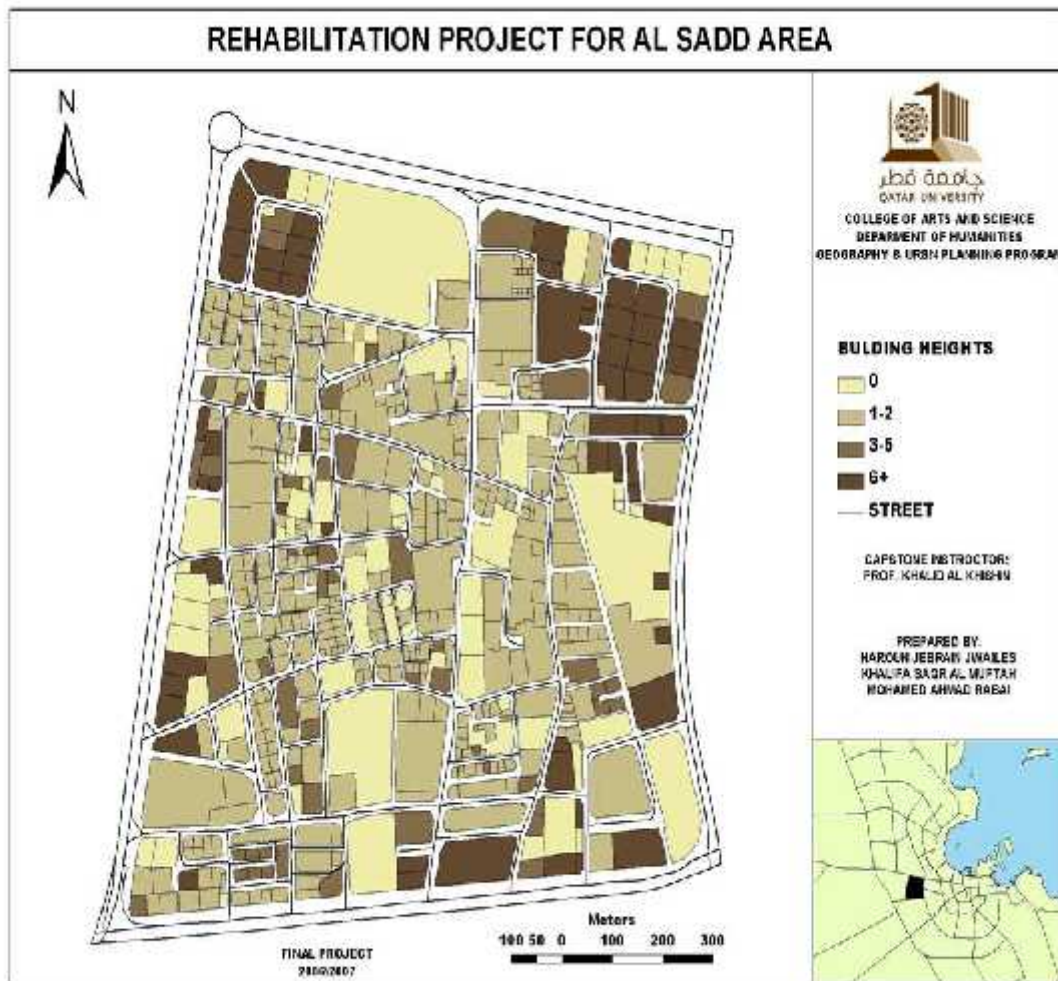 REHABILITATION PROJECT FOR AL SADD AREA
N
جامعة قطر
QATAR UNIVERSITY
COLLEGE OF ARTS AND SCIENCE
DEPARMENT OF HUMANITIES
GEOGRAPHY & URBN PLANNING PROGRAM
BULDING HEIGHTS
0
1-2
3-5
6+
STREET
CAPSTONE INSTRUCTOR:
PROF. KHALID AL KHISHIN
PREPARED BY:
HAROUN JEBRAIN JWAILES
KHALIFA SAQR AL MUFTAH
MOHAMED AHMAD RABAI
Meters
100 50 0 100 200 300
FINAL PROJECT
2006/2007